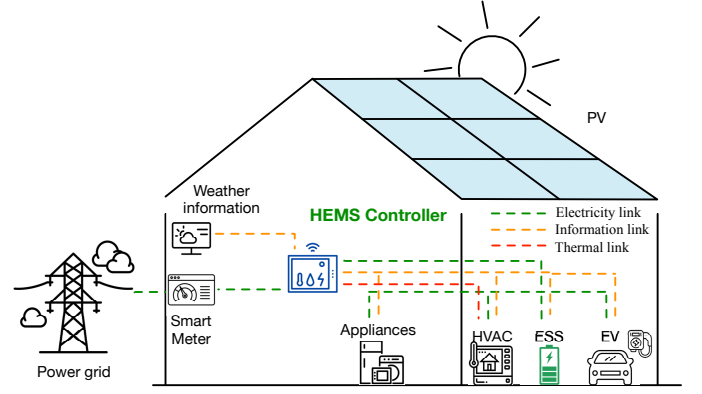 PV
Weather
information
HEMS Controller
Electricity link
Information link
Thermal link
Smart
Meter
Appliances
HVAC
ESS
EV
Power grid